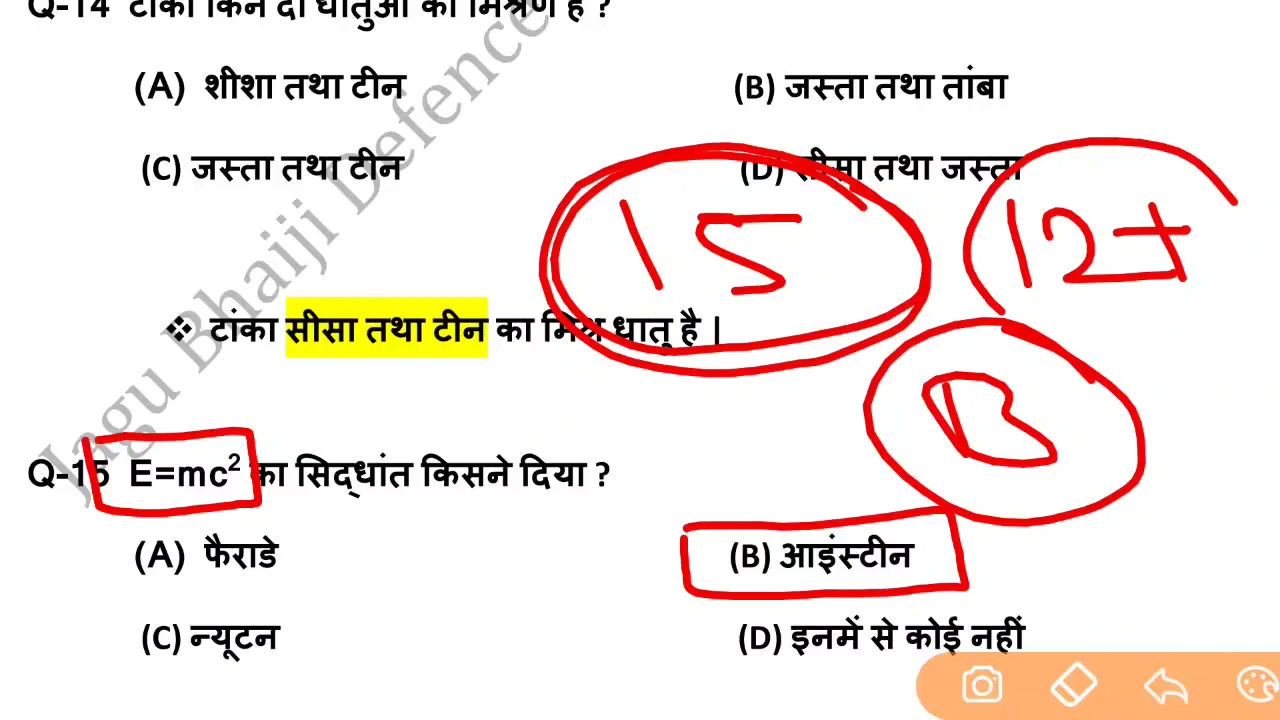 Q-14 टांका किन दो धातुओं का मिश्रण है ?
(A) शीशा तथा टीन (B) जस्ता तथा तांबा
(C) जस्ता तथा टीन (D) सीसा तथा जस्ता
15 12+
❖ टांका सीसा तथा टीन का मिश्र धातु है |
B
Q-15 E=mc² का सिद्धांत किसने दिया ?
(A) फैराडे (B) आइंस्टीन
(C) न्यूटन (D) इनमें से कोई नहीं
Jagu Bhaiji Defence